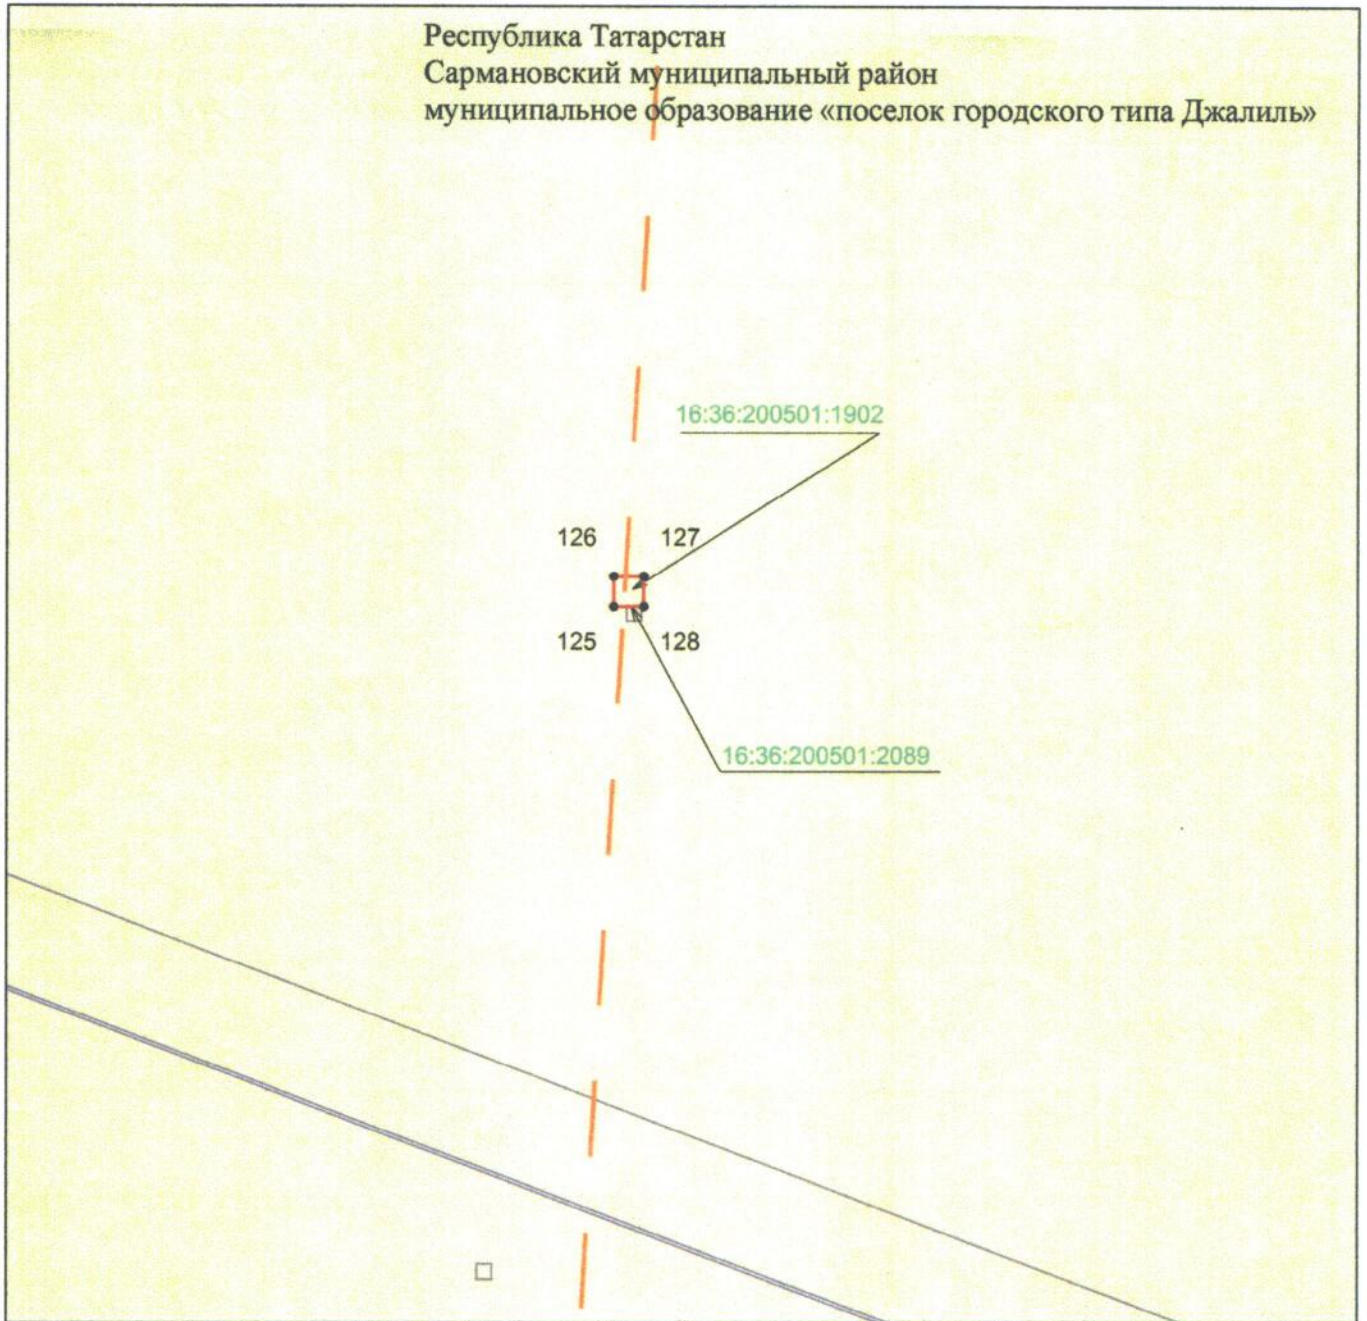 Республика Татарстан
Сармановский муниципальный район
муниципальное образование «поселок городского типа Джалиль»
16:36:200501:1902
126
127
125
128
16:36:200501:2089